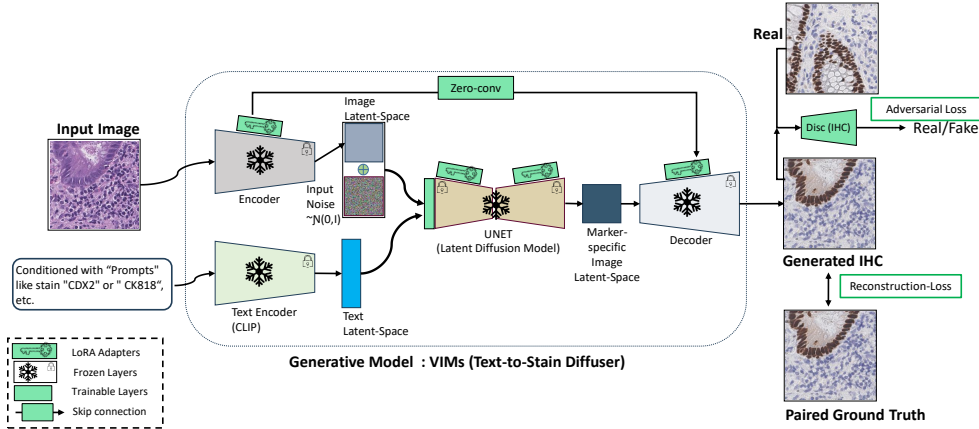 Real
Zero-conv
Image
Latent-Space
Adversarial Loss
Input Image
Disc (IHC)
Real/Fake
Encoder
Input
Noise
~N(0,I)
UNET
(Latent Diffusion Model)
Marker-
specific
Image
Latent-Space
Decoder
Generated IHC
Conditioned with “Prompts”
like stain "CDX2" or " CK818“,
etc.
Text Encoder
(CLIP)
Text
Latent-Space
Reconstruction-Loss
LoRA Adapters
Frozen Layers
Trainable Layers
Skip connection
Generative Model : VIMs (Text-to-Stain Diffuser)
Paired Ground Truth